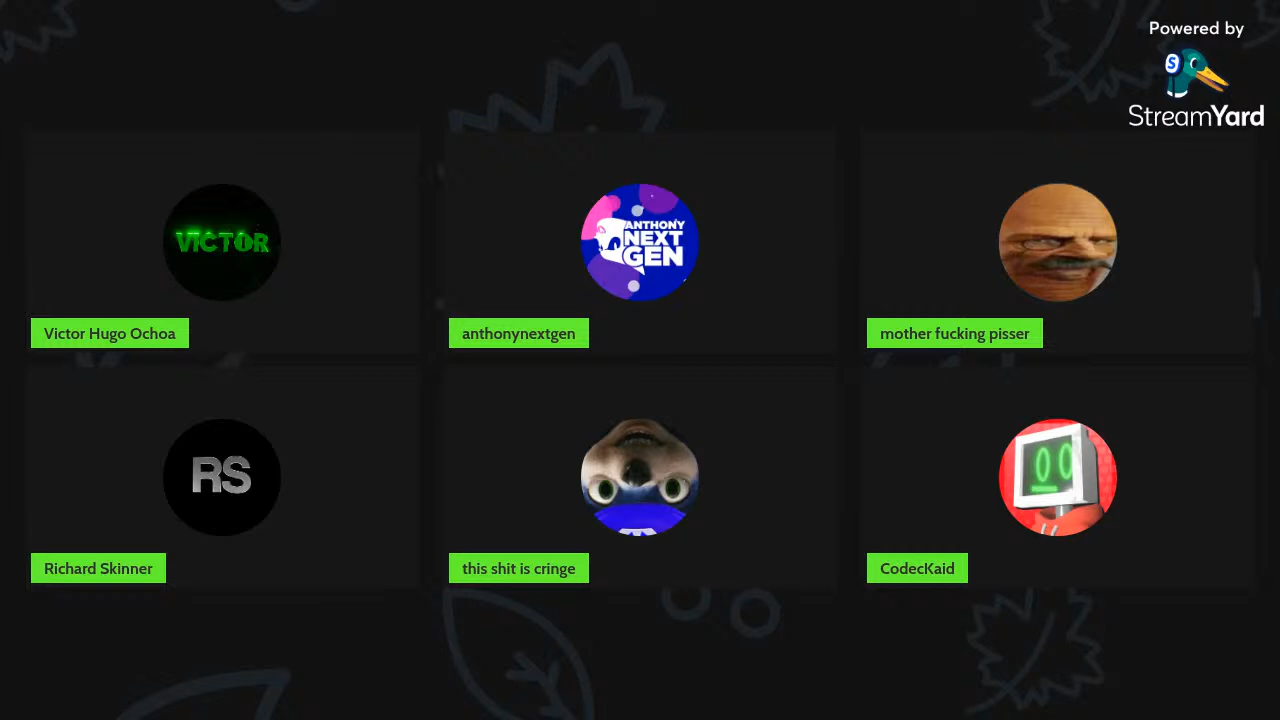 Powered by
S
StreamYard
VICTOR
ANTHONY
NEXT
GEN
Victor Hugo Ochoa
anthonynextgen
mother fucking pisser
RS
00
Richard Skinner
this shit is cringe
CodecKaid